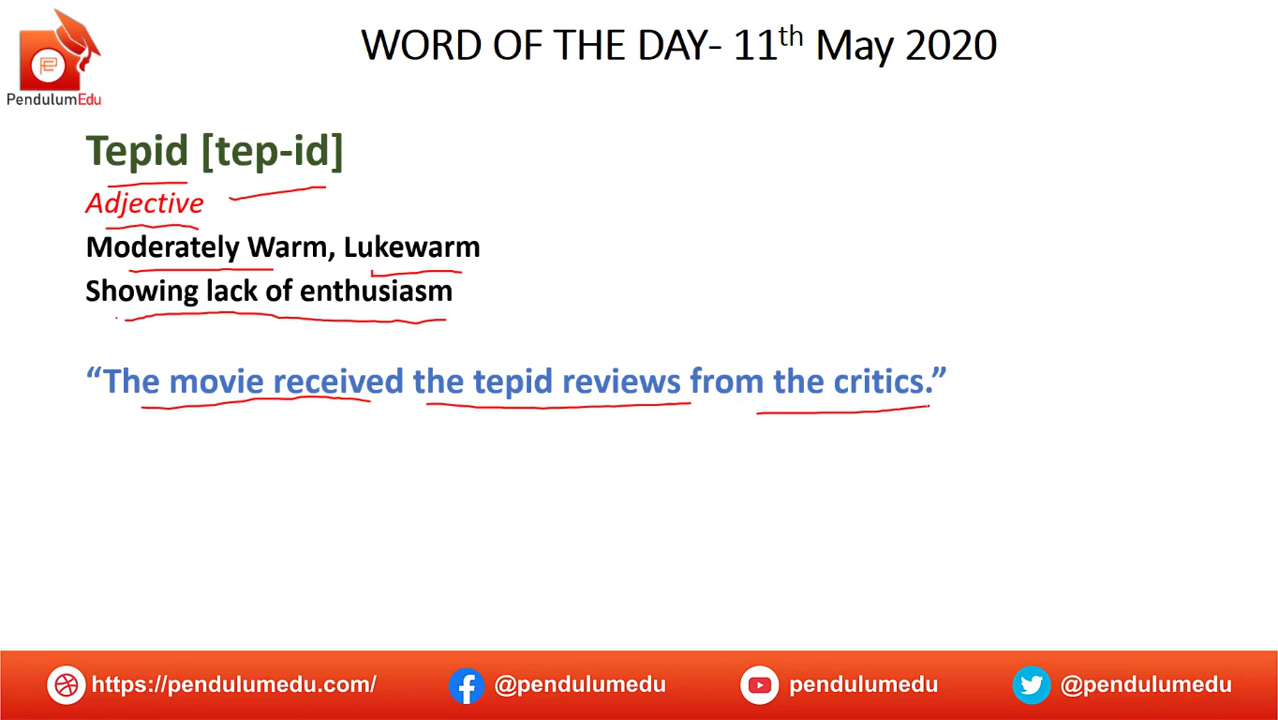 WORD OF THE DAY- 11th May 2020
PendulumEdu
Tepid [tep-id]
Adjective
Moderately Warm, Lukewarm
Showing lack of enthusiasm
“The movie received the tepid reviews from the critics.”
https://pendulumedu.com/ @pendulumedu pendulumedu @pendulumedu